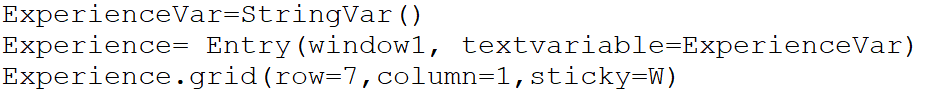 ExperienceVar=StringVar()
Experience= Entry(window1, textvariable=ExperienceVar)
Experience.grid(row=7,column=1,sticky=W)